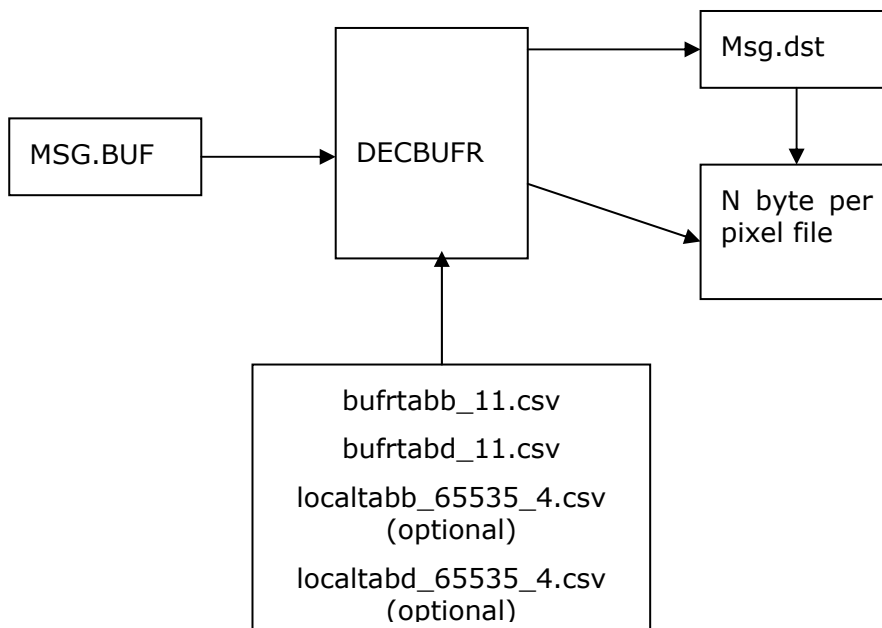 Msg.dst
MSG.BUF
DECBUFR
N byte per
pixel file
bufrtabb_11.csv
bufrtabd_11.csv
localtabb_65535_4.csv
(optional)
localtabd_65535_4.csv
(optional)